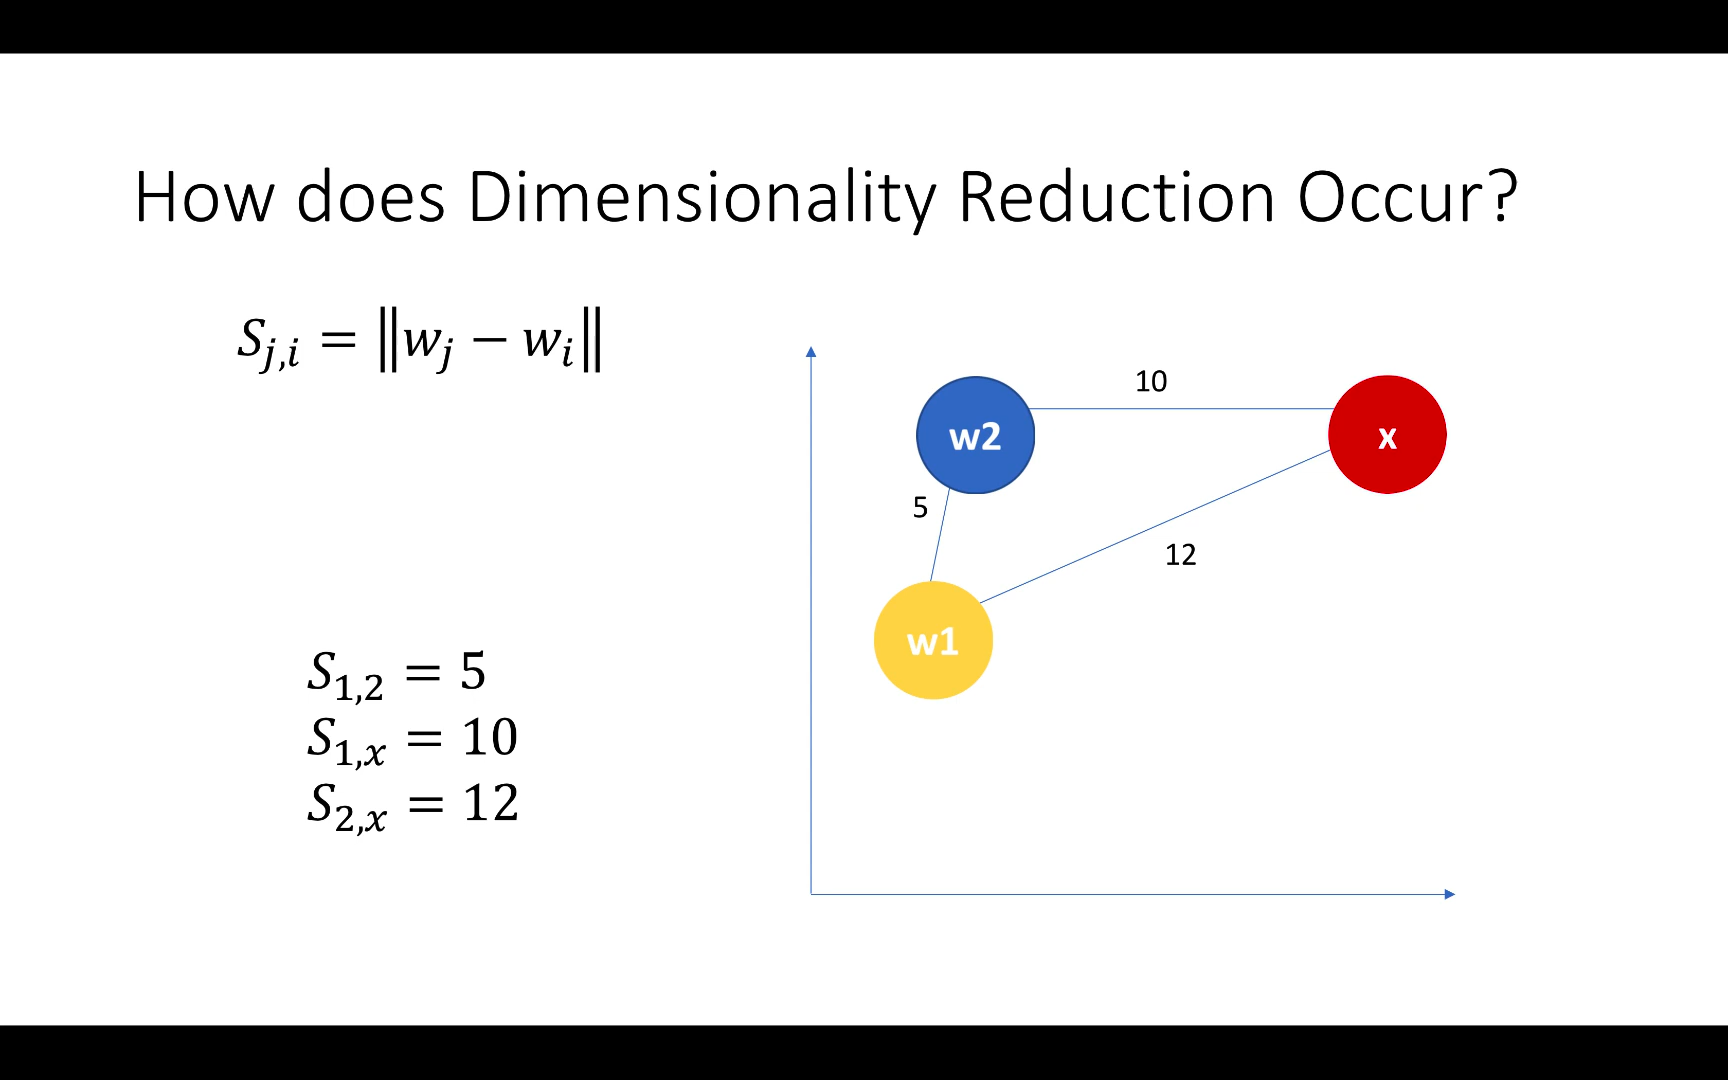 How does Dimensionality Reduction Occur?
S_{j,i} = ‖w_j − w_i‖
10
w2
x
5
12
w1
S_{1,2} = 5
S_{1,x} = 10
S_{2,x} = 12